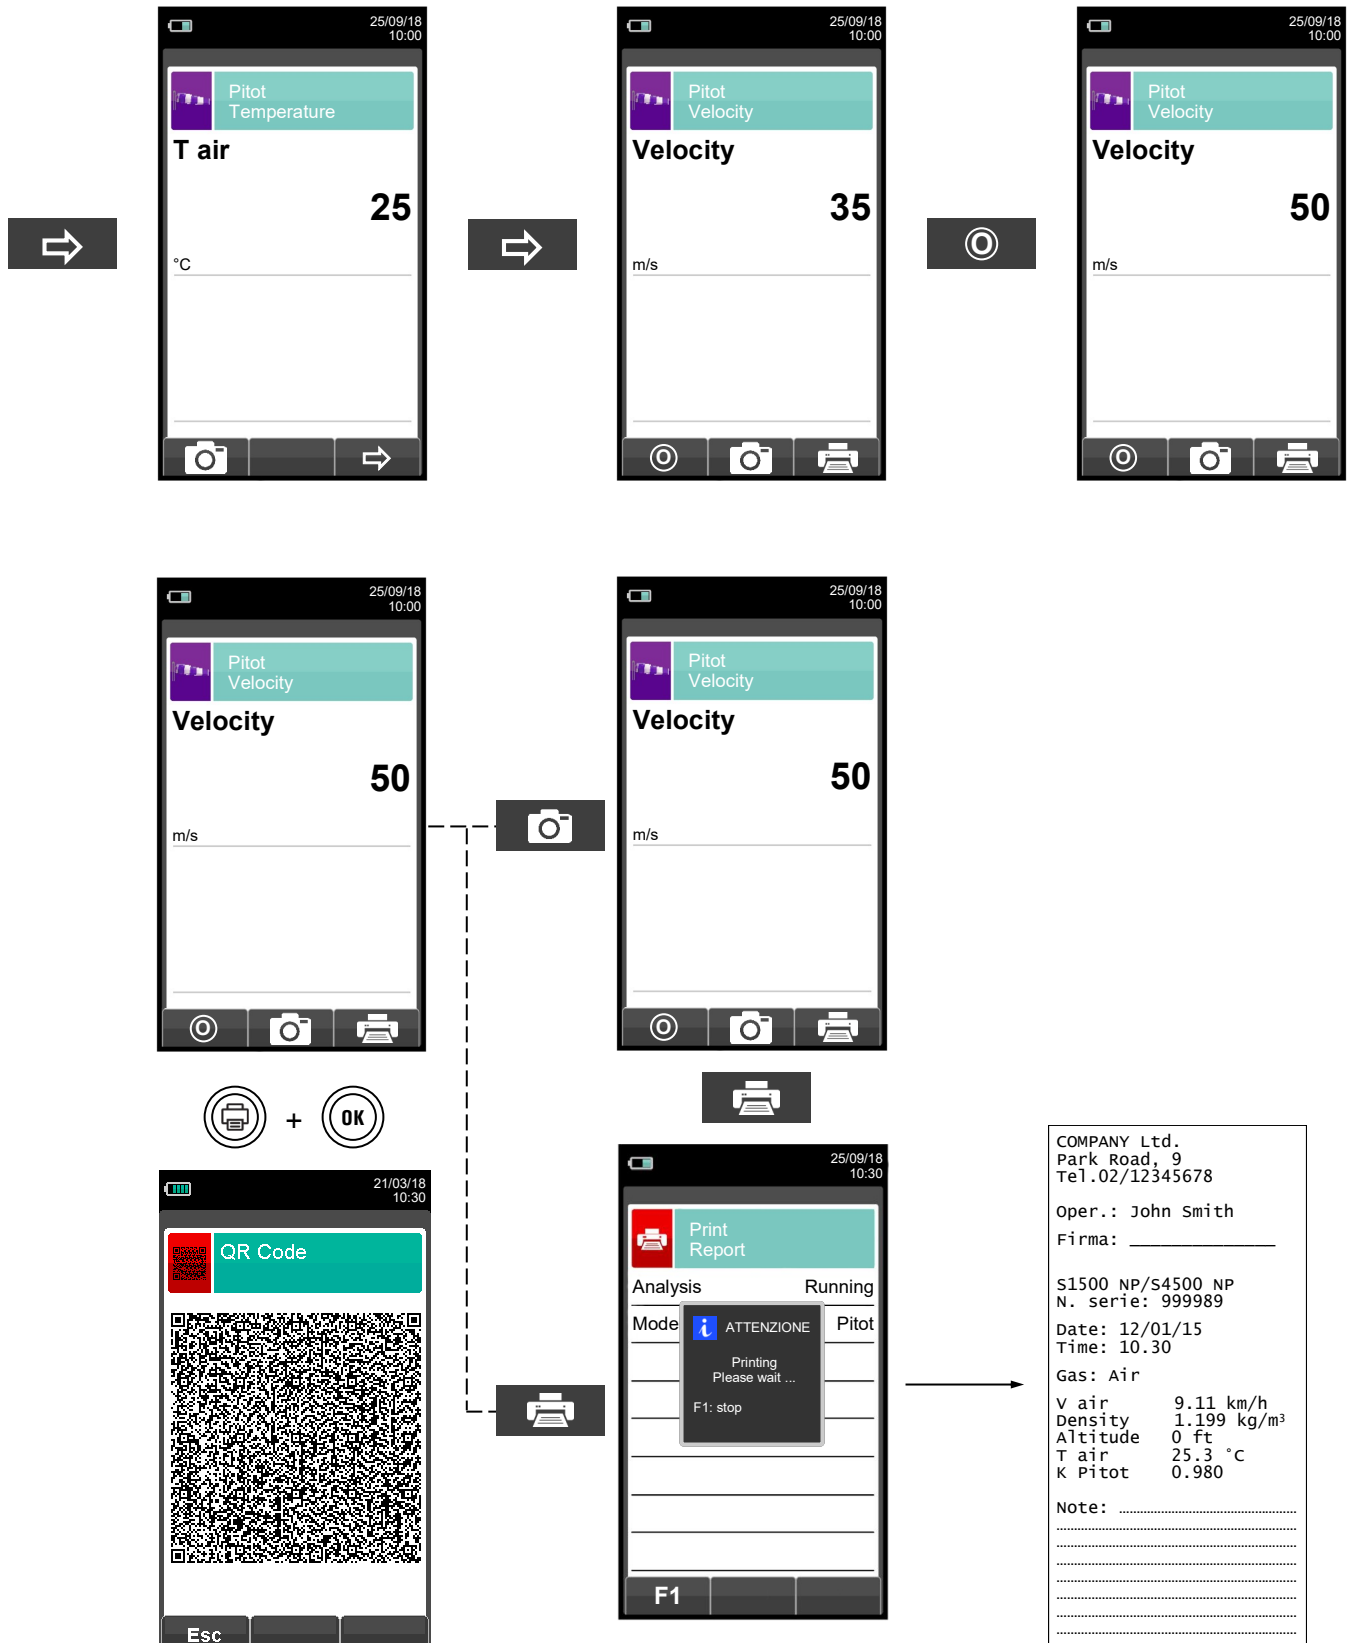 25/09/18
10:00
Pitot
Temperature
T air
25
°C
25/09/18
10:00
Pitot
Velocity
Velocity
35
m/s
O
O
25/09/18
10:00
Pitot
Velocity
Velocity
50
m/s
O
25/09/18
10:00
Pitot
Velocity
Velocity
50
m/s
O
25/09/18
10:00
Pitot
Velocity
Velocity
50
m/s
O
+ OK
21/03/18
10:30
QR Code
Esc
25/09/18
10:30
Print
Report
Analysis Running
Mode Pitot
i ATTENZIONE
Printing
Please wait ...
F1: stop
F1
COMPANY Ltd.
Park Road, 9
Tel.02/12345678
Oper.: John Smith
Firma: ______________
S1500 NP/S4500 NP
N. serie: 999989
Date: 12/01/15
Time: 10.30
Gas: Air
V air 9.11 km/h
Density 1.199 kg/m³
Altitude 0 ft
T air 25.3 °C
K Pitot 0.980
Note: ..................................................